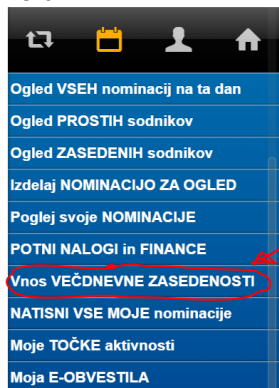 Ogled VSEH nominacij na ta dan
Ogled PROSTIH sodnikov
Ogled ZASEDENIH sodnikov
Izdelaj NOMINACIJO ZA OGLED
Poglej svoje NOMINACIJE
POTNI NALOGI in FINANCE
Vnos VEČDNEVNE ZASEDENOSTI
NATISNI VSE MOJE nominacije
Moje TOČKE aktivnosti
Moja E-OBVESTILA